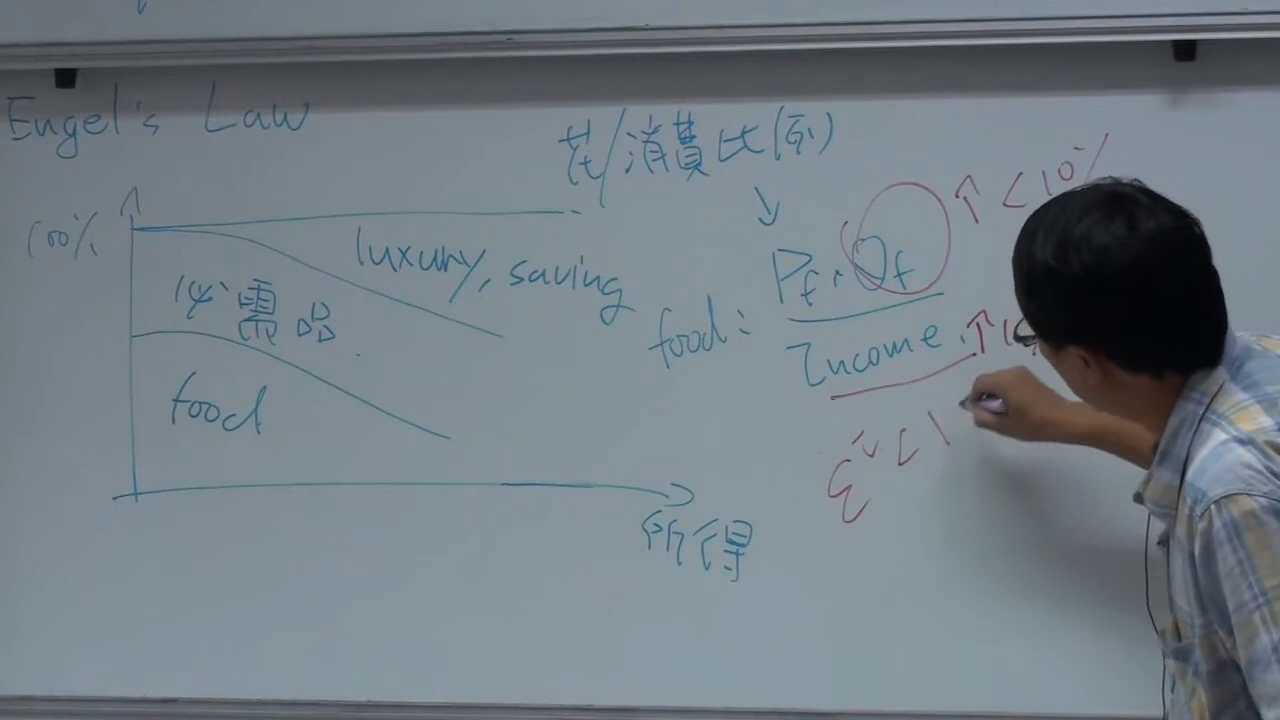 Engel's Law
花/消費比(例)
100%
luxury, saving
必需品
food
所得
food: Pf · Qf ↑ <10%
Income ↑
ε < 1